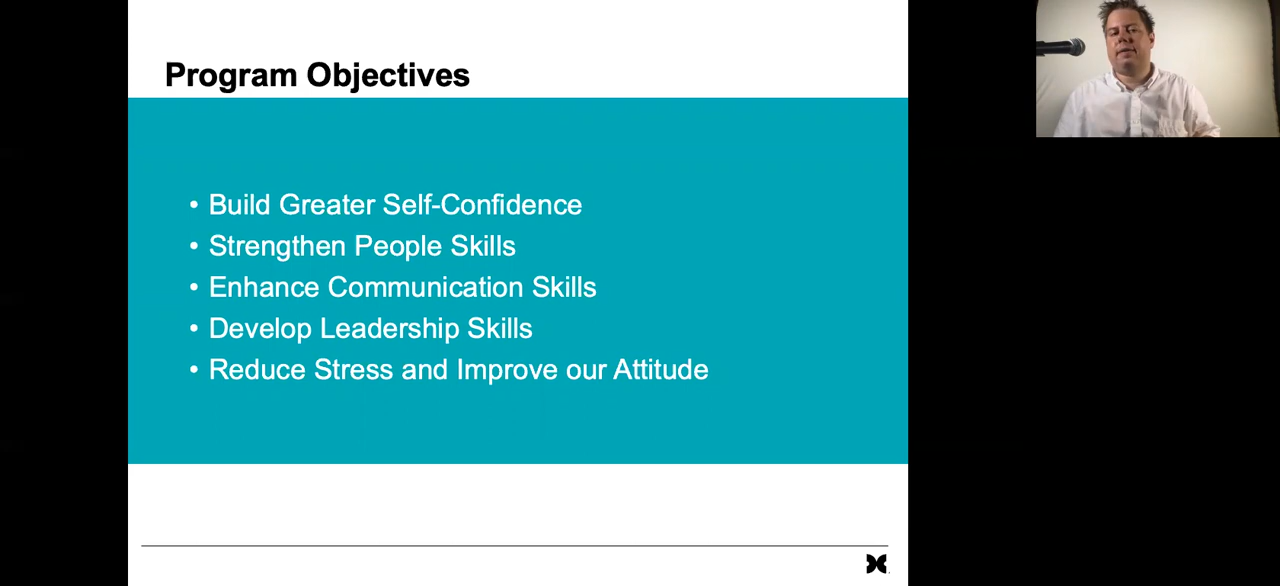 Program Objectives
• Build Greater Self-Confidence
• Strengthen People Skills
• Enhance Communication Skills
• Develop Leadership Skills
• Reduce Stress and Improve our Attitude